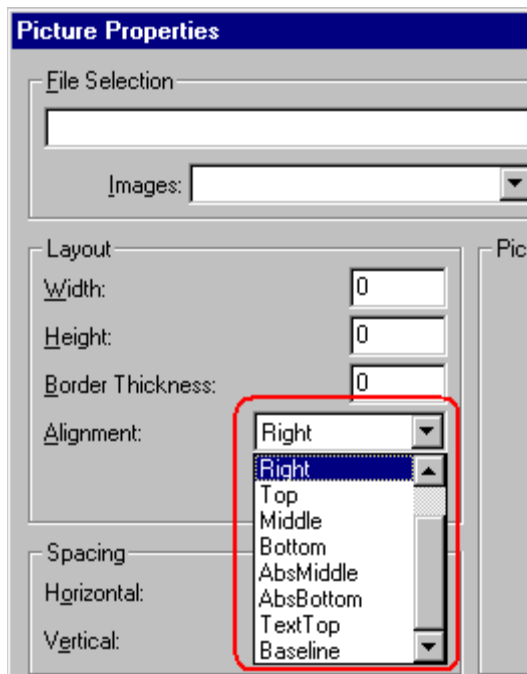 Picture Properties
File Selection
Images:
Layout
Pic
Width: 0
Height: 0
Border Thickness: 0
Alignment: Right
Right
Top
Middle
Bottom
AbsMiddle
AbsBottom
TextTop
Baseline
Spacing
Horizontal:
Vertical: